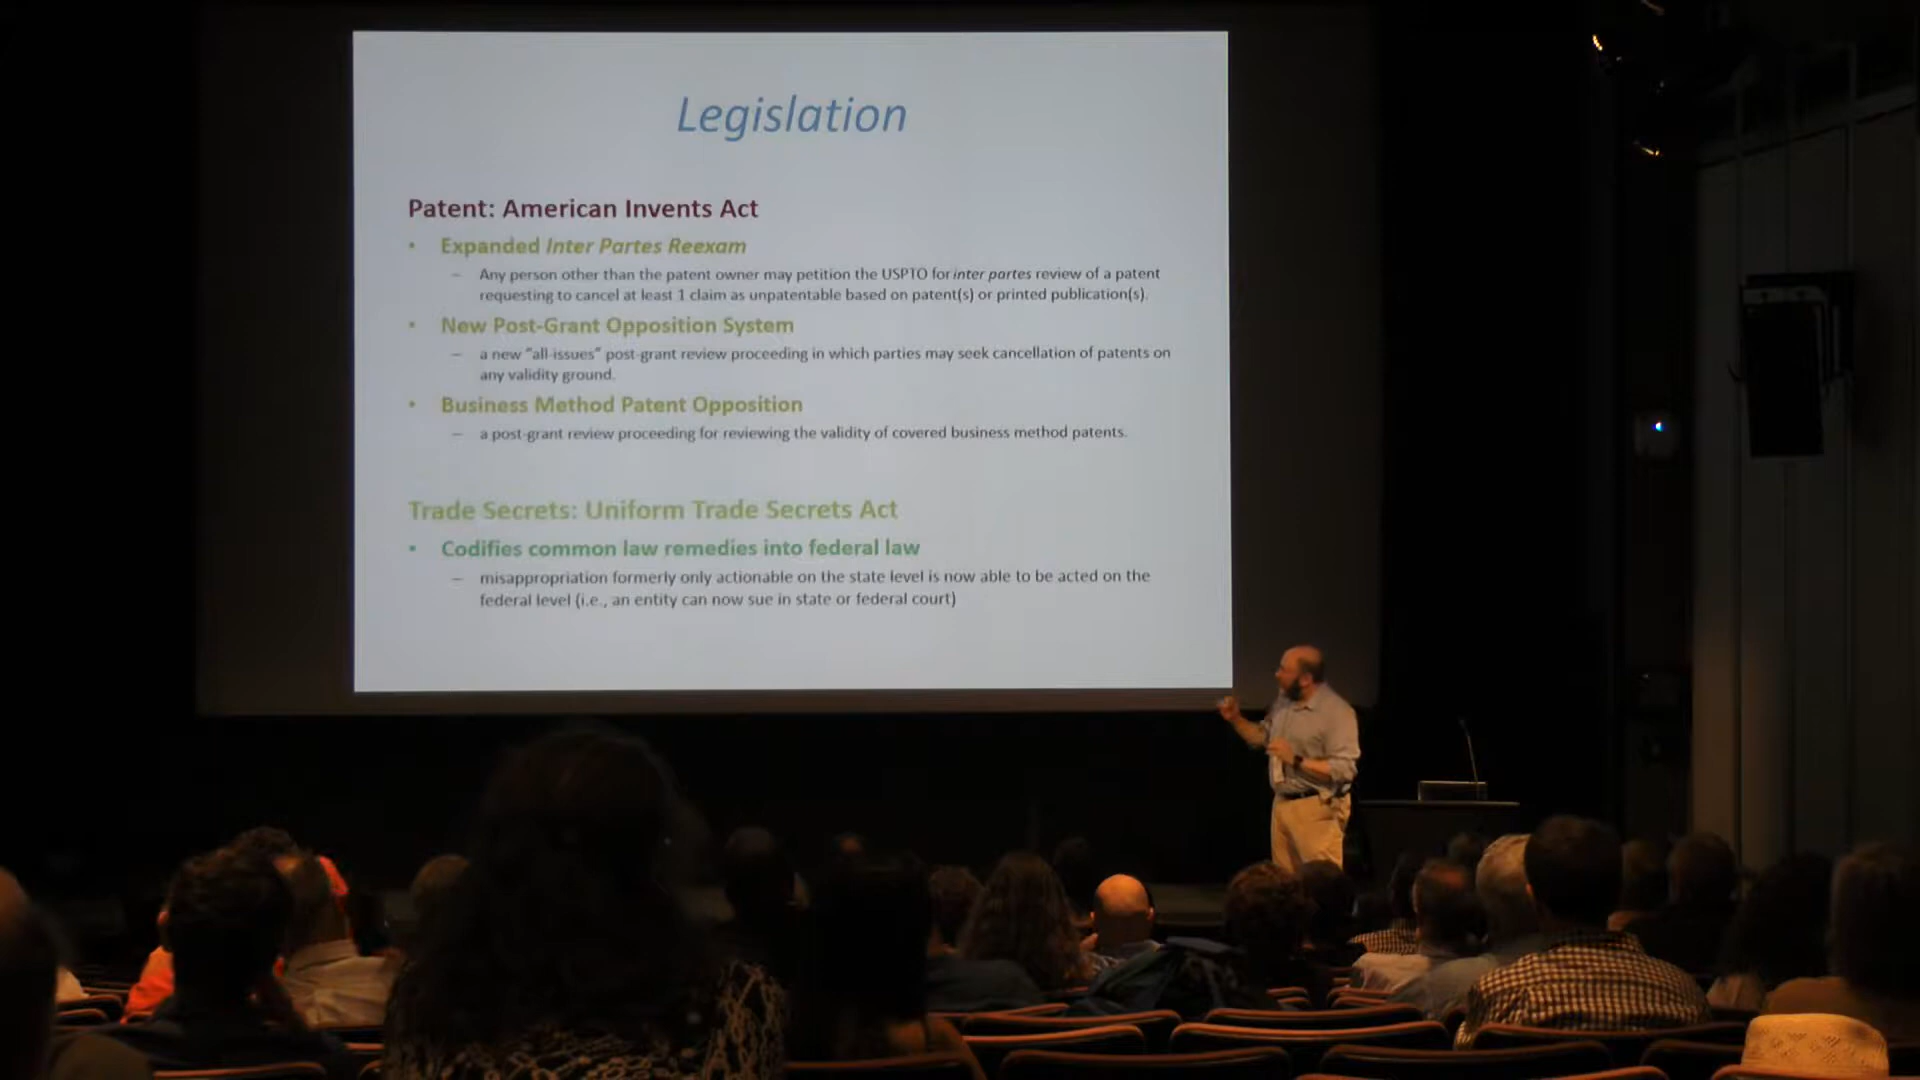 Legislation
Patent: American Invents Act
• Expanded Inter Partes Reexam
– Any person other than the patent owner may petition the USPTO for inter partes review of a patent
requesting to cancel at least 1 claim as unpatentable based on patent(s) or printed publication(s).
• New Post-Grant Opposition System
– a new "all-issues" post-grant review proceeding in which parties may seek cancellation of patents on
any validity ground.
• Business Method Patent Opposition
– a post-grant review proceeding for reviewing the validity of covered business method patents.
Trade Secrets: Uniform Trade Secrets Act
• Codifies common law remedies into federal law
– misappropriation formerly only actionable on the state level is now able to be acted on the
federal level (i.e., an entity can now sue in state or federal court)